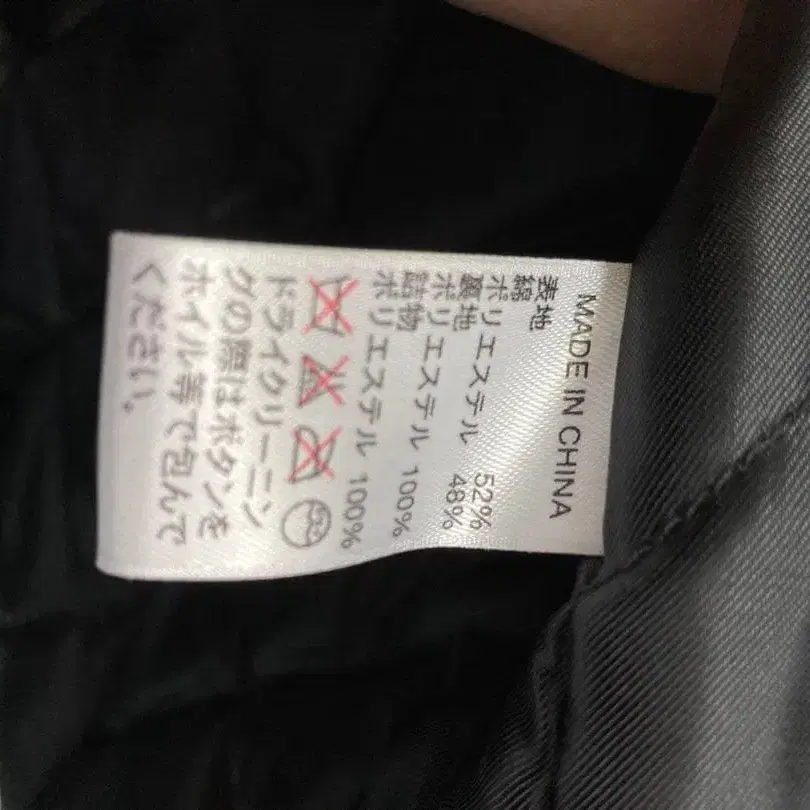 MADE IN CHINA
表地
綿 52%
ポリエステル 48%
裏地
ポリエステル 100%
詰物
ポリエステル 100%
ドライクリーニン
グの際はボタンを
ホイル等で包んで
ください。